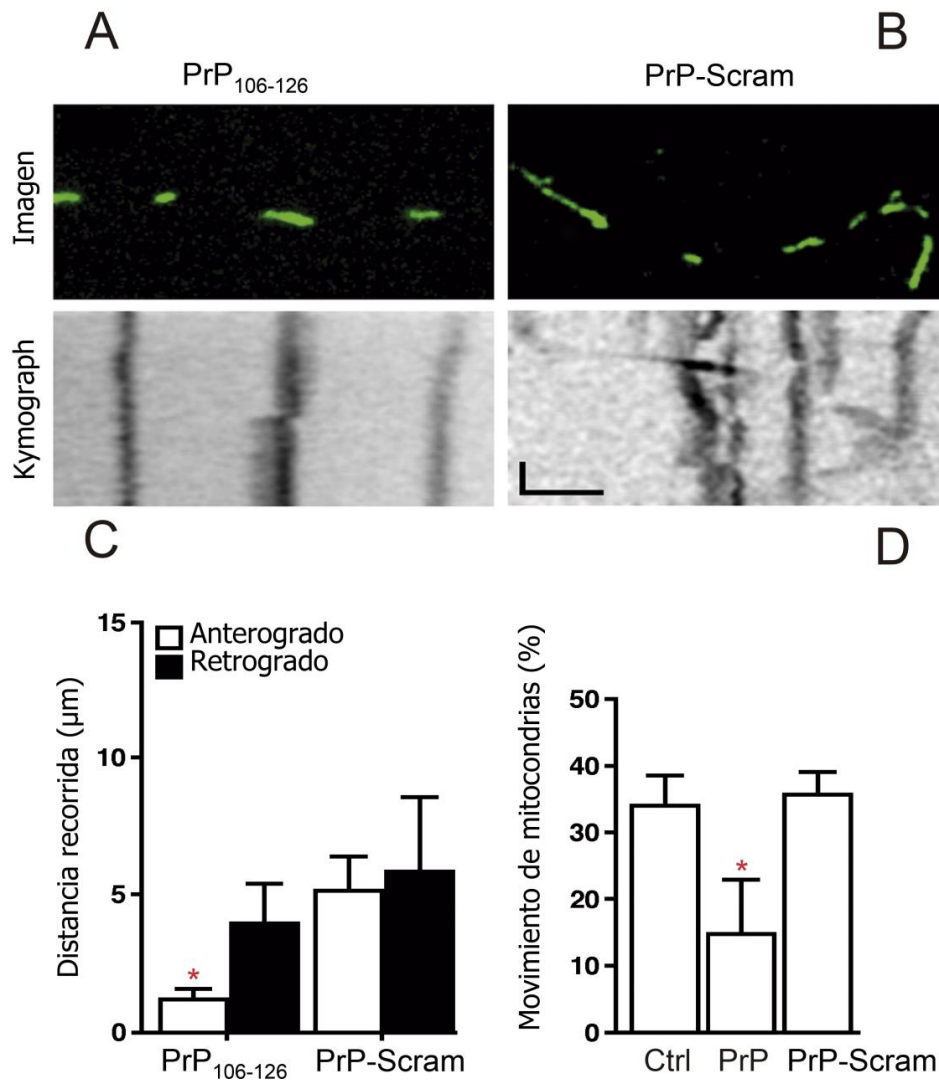 A
B
PrP106-126
PrP-Scram
Imagen
Kymograph
C
D
15
10
5
0
Distancia recorrida (µm)
Anterogrado
Retrogrado
*
PrP106-126
PrP-Scram
50
40
30
20
10
0
Movimiento de mitocondrias (%)
*
Ctrl
PrP
PrP-Scram